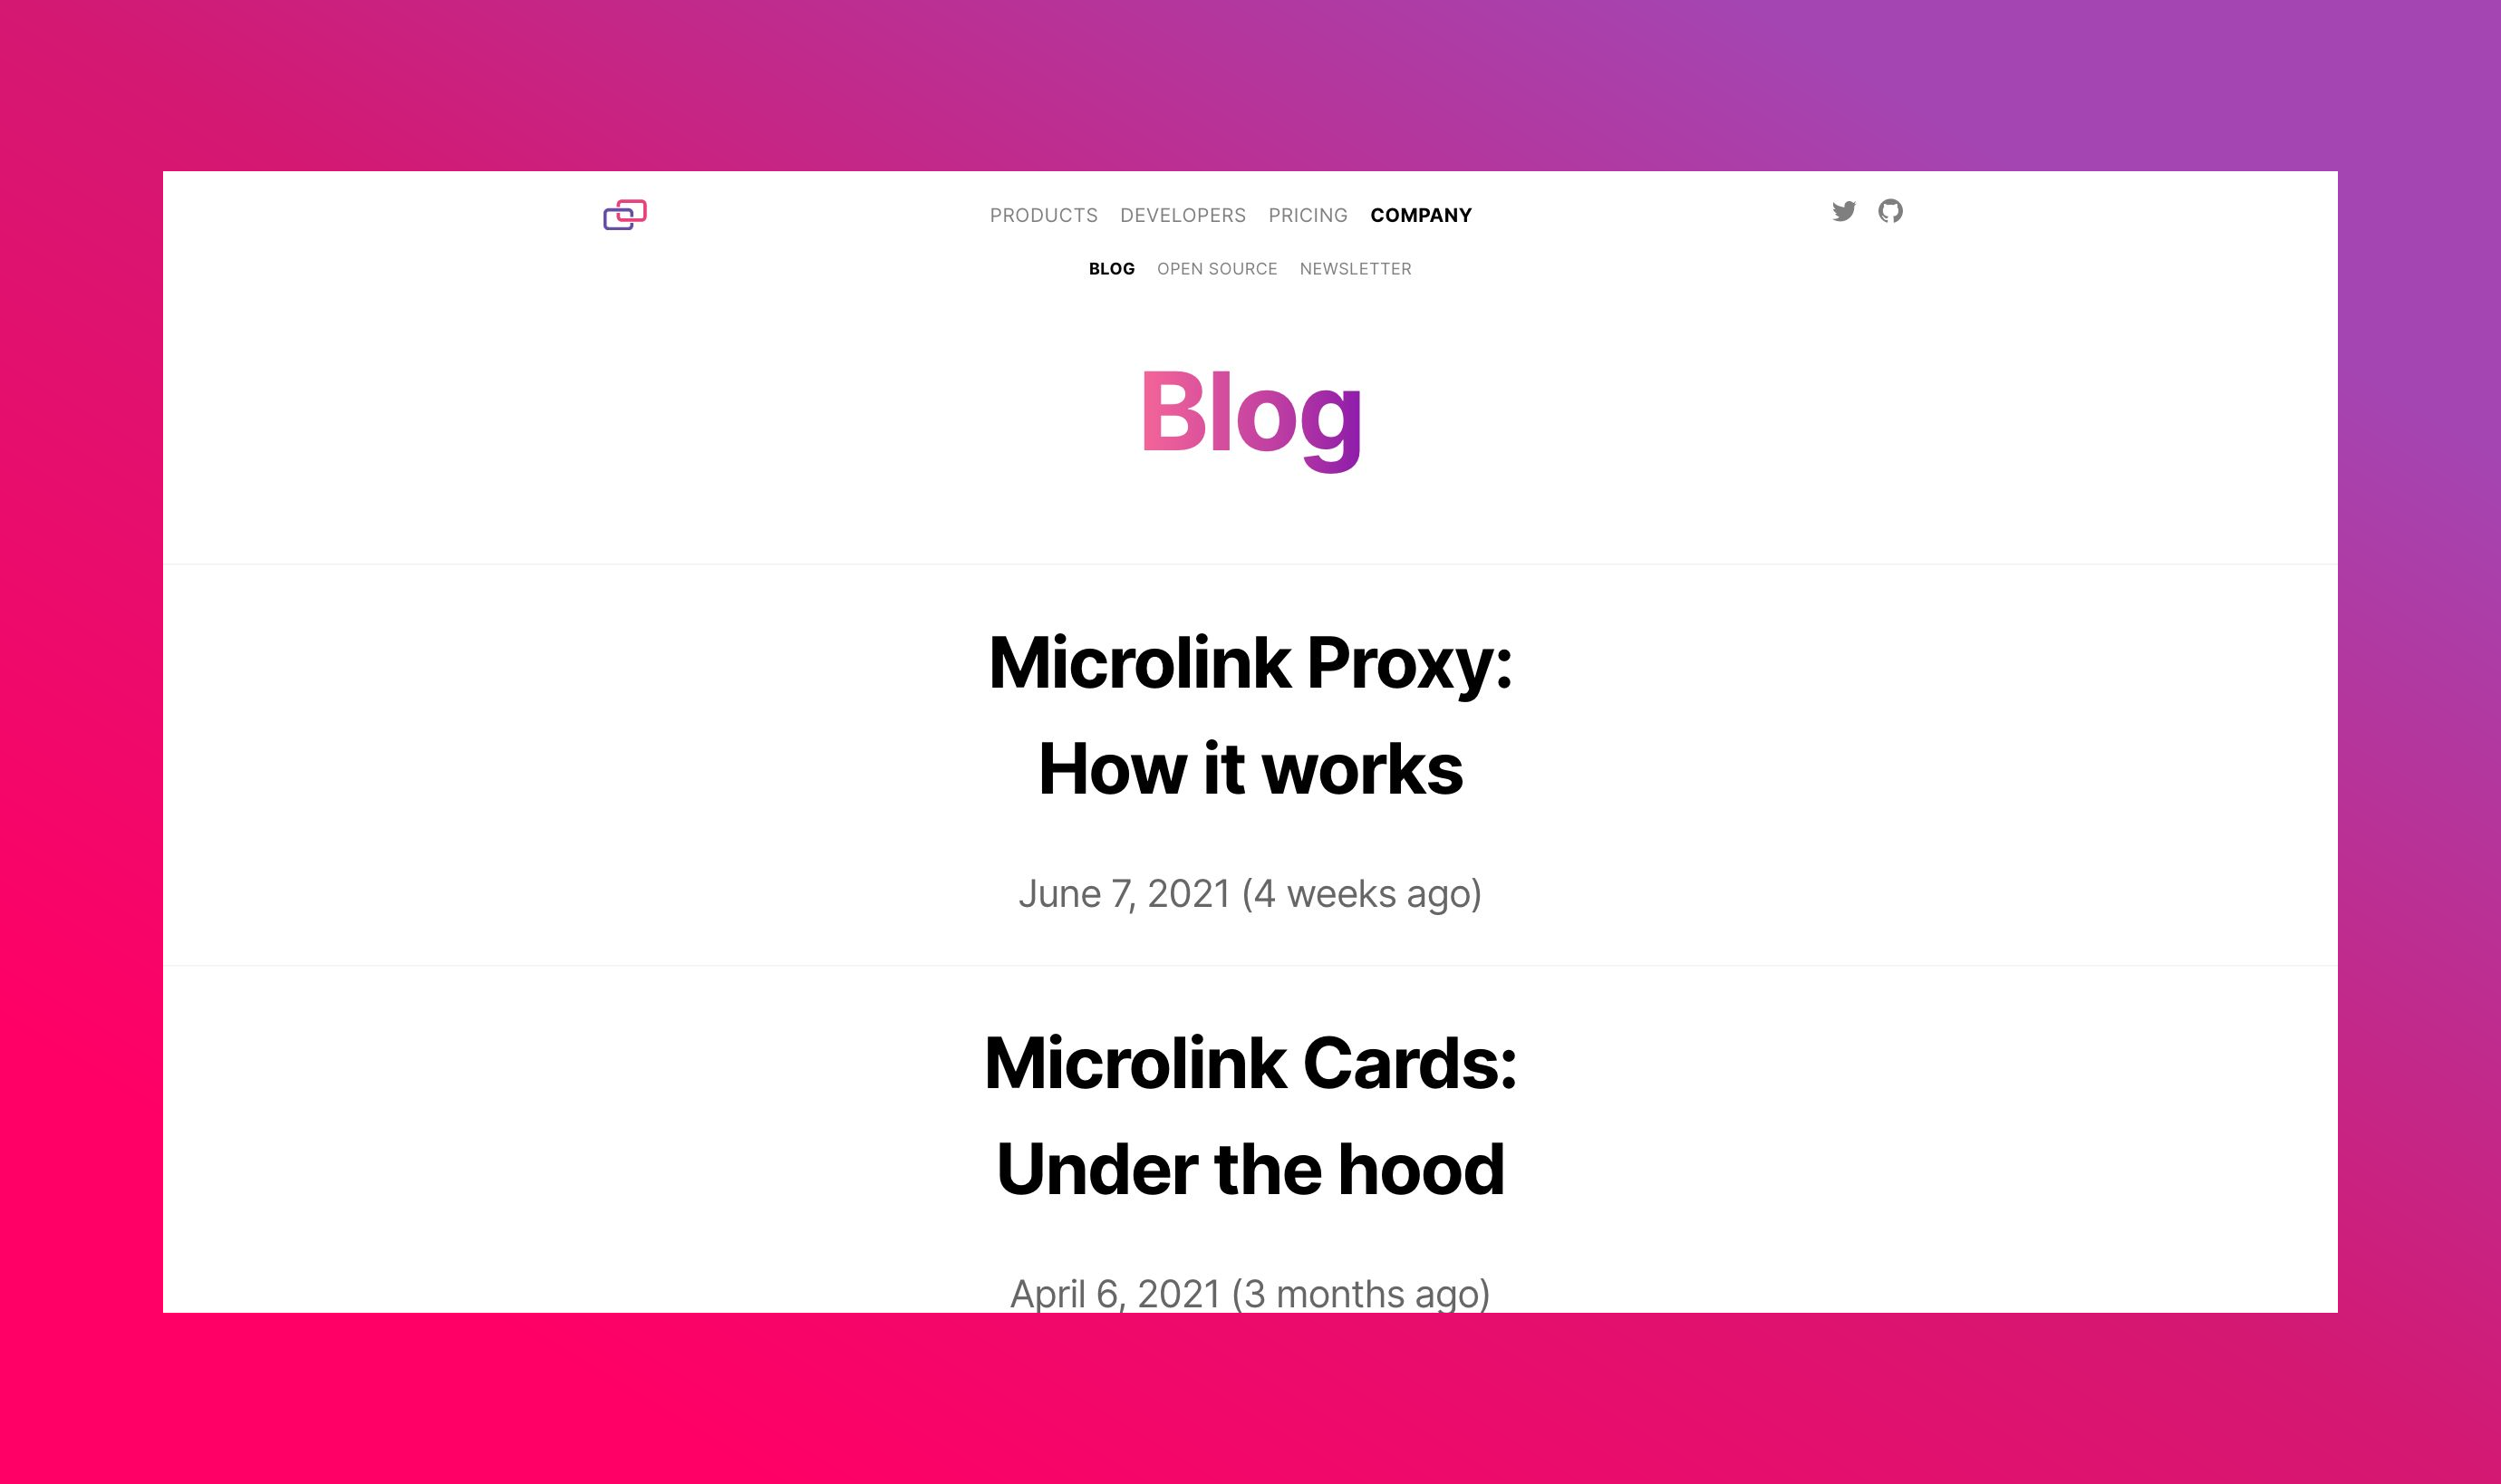 PRODUCTS DEVELOPERS PRICING COMPANY
BLOG OPEN SOURCE NEWSLETTER
Blog
Microlink Proxy:
How it works
June 7, 2021 (4 weeks ago)
Microlink Cards:
Under the hood
April 6, 2021 (3 months ago)